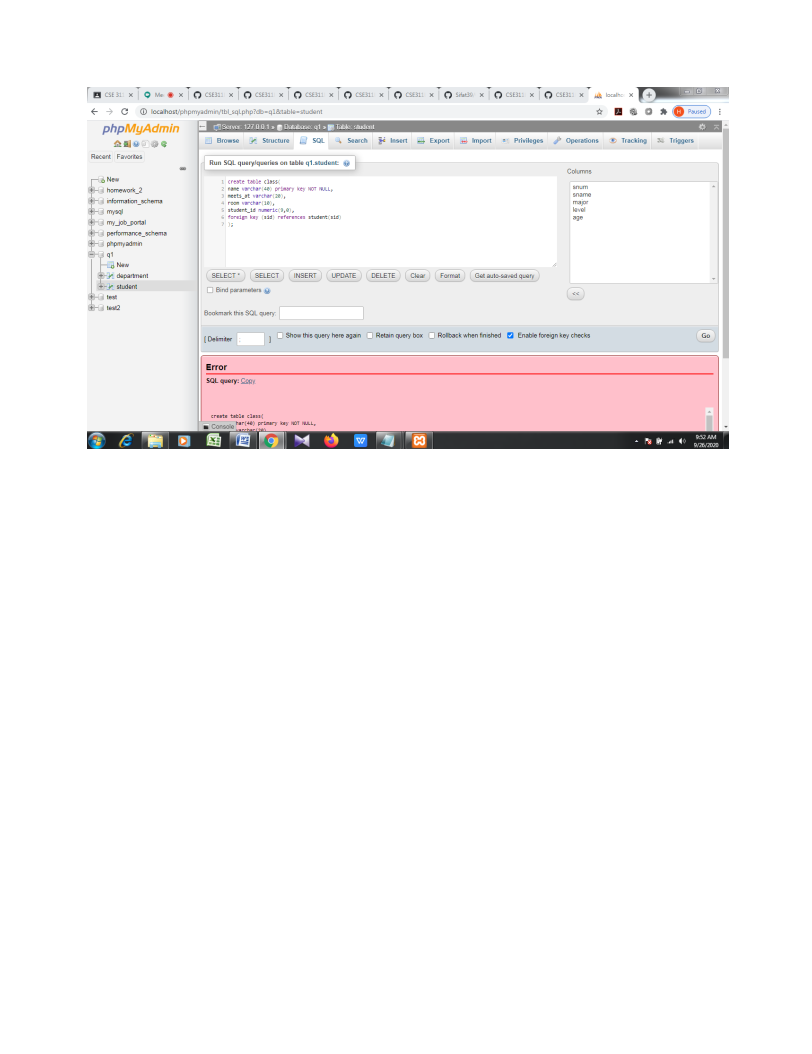 CSE 31 Me CSE31 CSE31 CSE31 CSE31 CSE31 Sifat39 CSE31 CSE31 localh
localhost/phpmyadmin/tbl_sql.php?db=q1&table=student H Paused
phpMyAdmin
Recent Favorites
New
homework_2
information_schema
mysql
my_job_portal
performance_schema
phpmyadmin
q1
New
department
student
test
test2
Server: 127.0.0.1 » Database: q1 » Table: student
Browse Structure SQL Search Insert Export Import Privileges Operations Tracking Triggers
Run SQL query/queries on table q1.student:
1 create table class(
2 name varchar(40) primary key NOT NULL,
3 meets_at varchar(20),
4 room varchar(10),
5 student_id numeric(9,0),
6 foreign key (sid) references student(sid)
7 );
Columns
snum
sname
major
level
age
SELECT * SELECT INSERT UPDATE DELETE Clear Format Get auto-saved query
<<
Bind parameters
Bookmark this SQL query:
[ Delimiter ] Show this query here again Retain query box Rollback when finished Enable foreign key checks Go
Error
SQL query: Copy
create table class(
har(40) primary key NOT NULL,
varchar(20)
Console
9:52 AM
9/26/2020